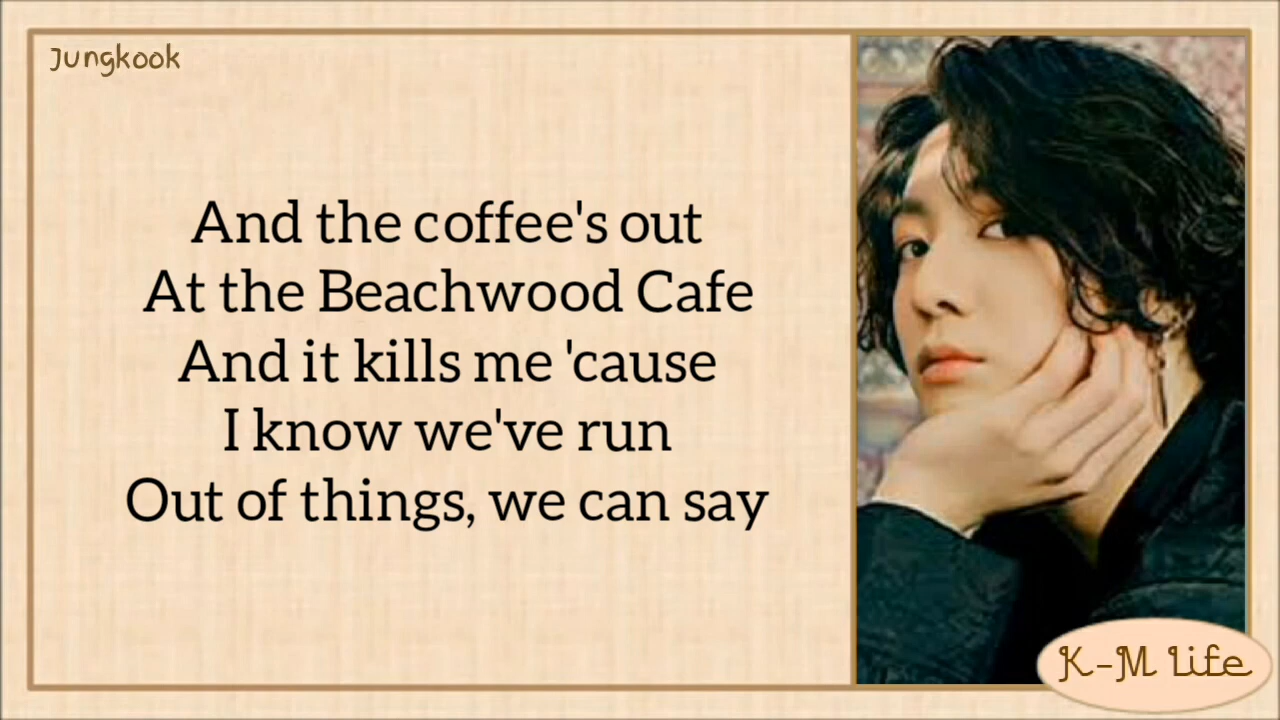 Jungkook
And the coffee's out
At the Beachwood Cafe
And it kills me 'cause
I know we've run
Out of things, we can say
K-M Life